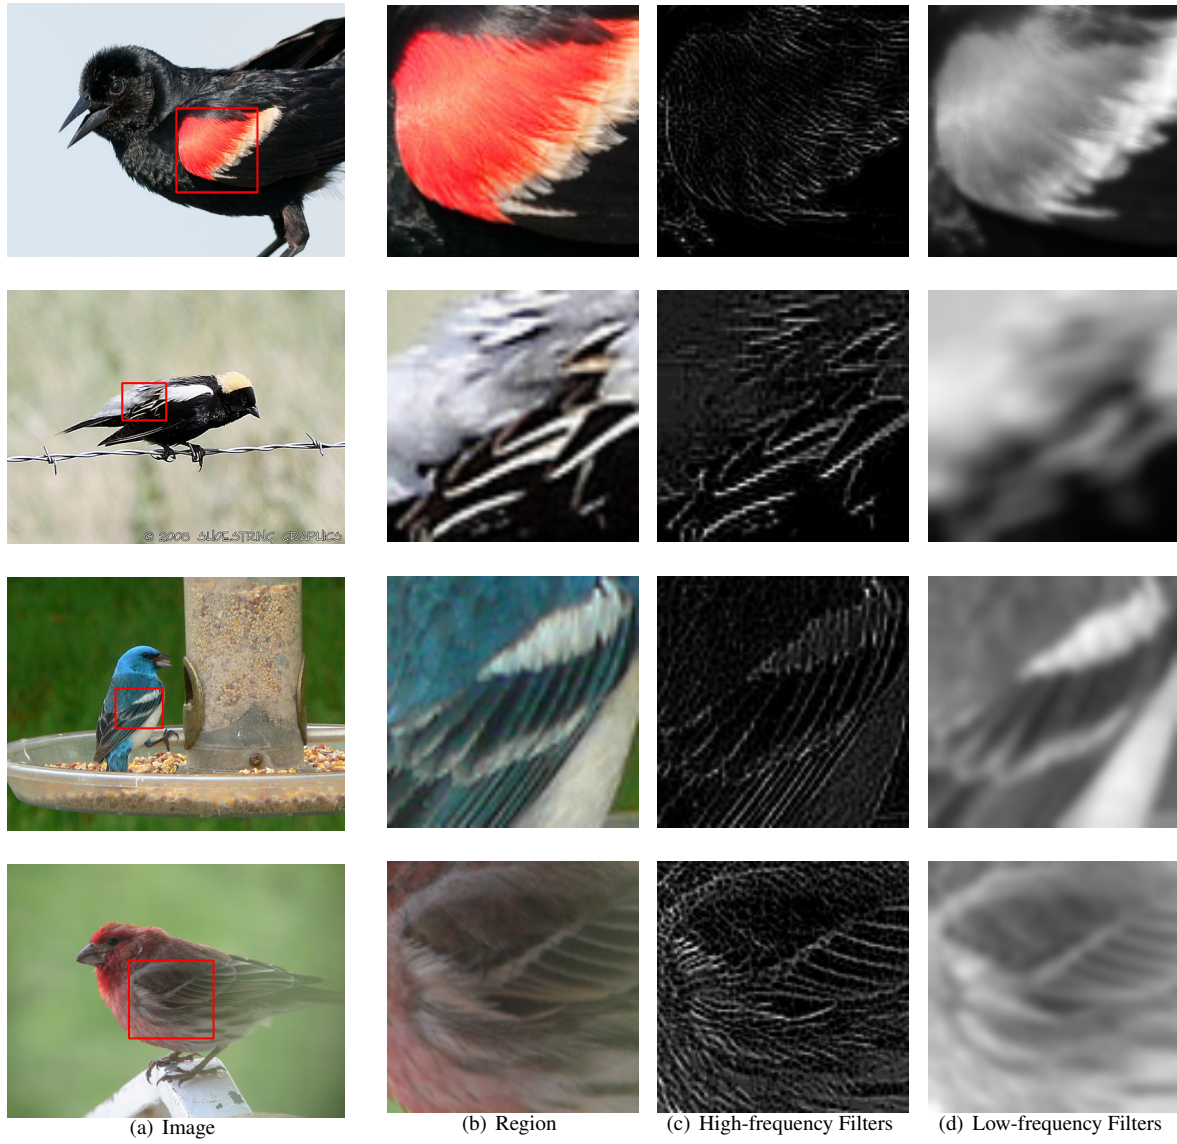 © 2008 SHOESTRING GRAPHICS
(a) Image
(b) Region
(c) High-frequency Filters
(d) Low-frequency Filters